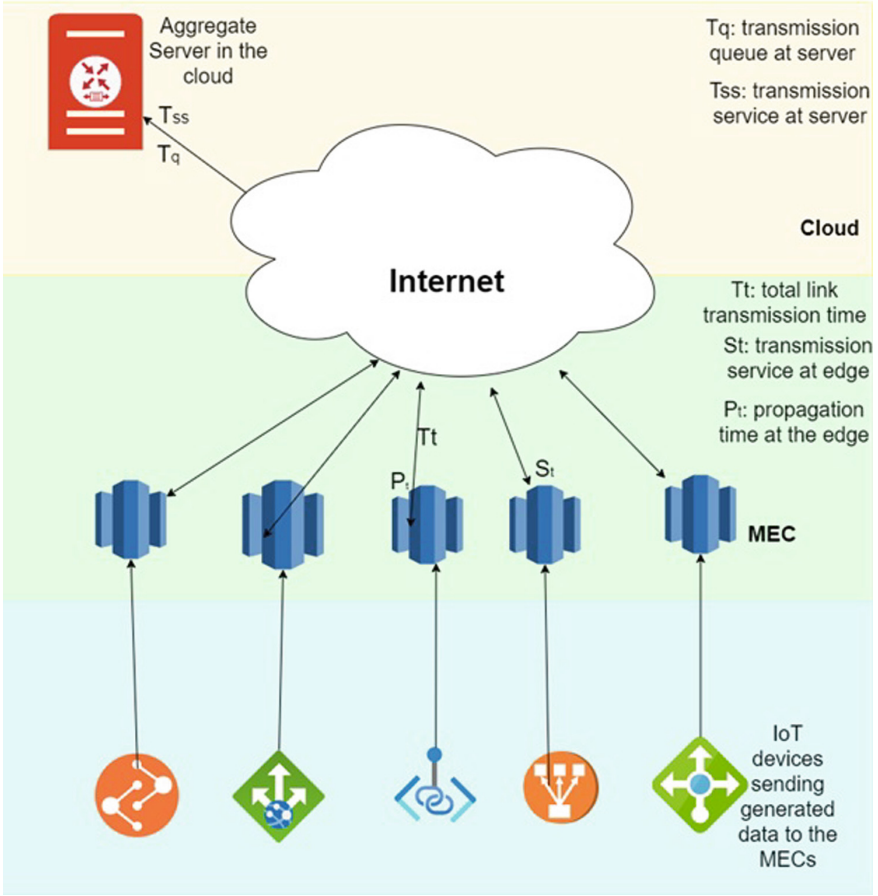 Aggregate
Server in the
cloud
Tq: transmission
queue at server
Tss: transmission
service at server
Tss
Tq
Cloud
Internet
Tt: total link
transmission time
St: transmission
service at edge
Pt: propagation
time at the edge
Tt
Pt
St
MEC
IoT
devices
sending
generated
data to the
MECs